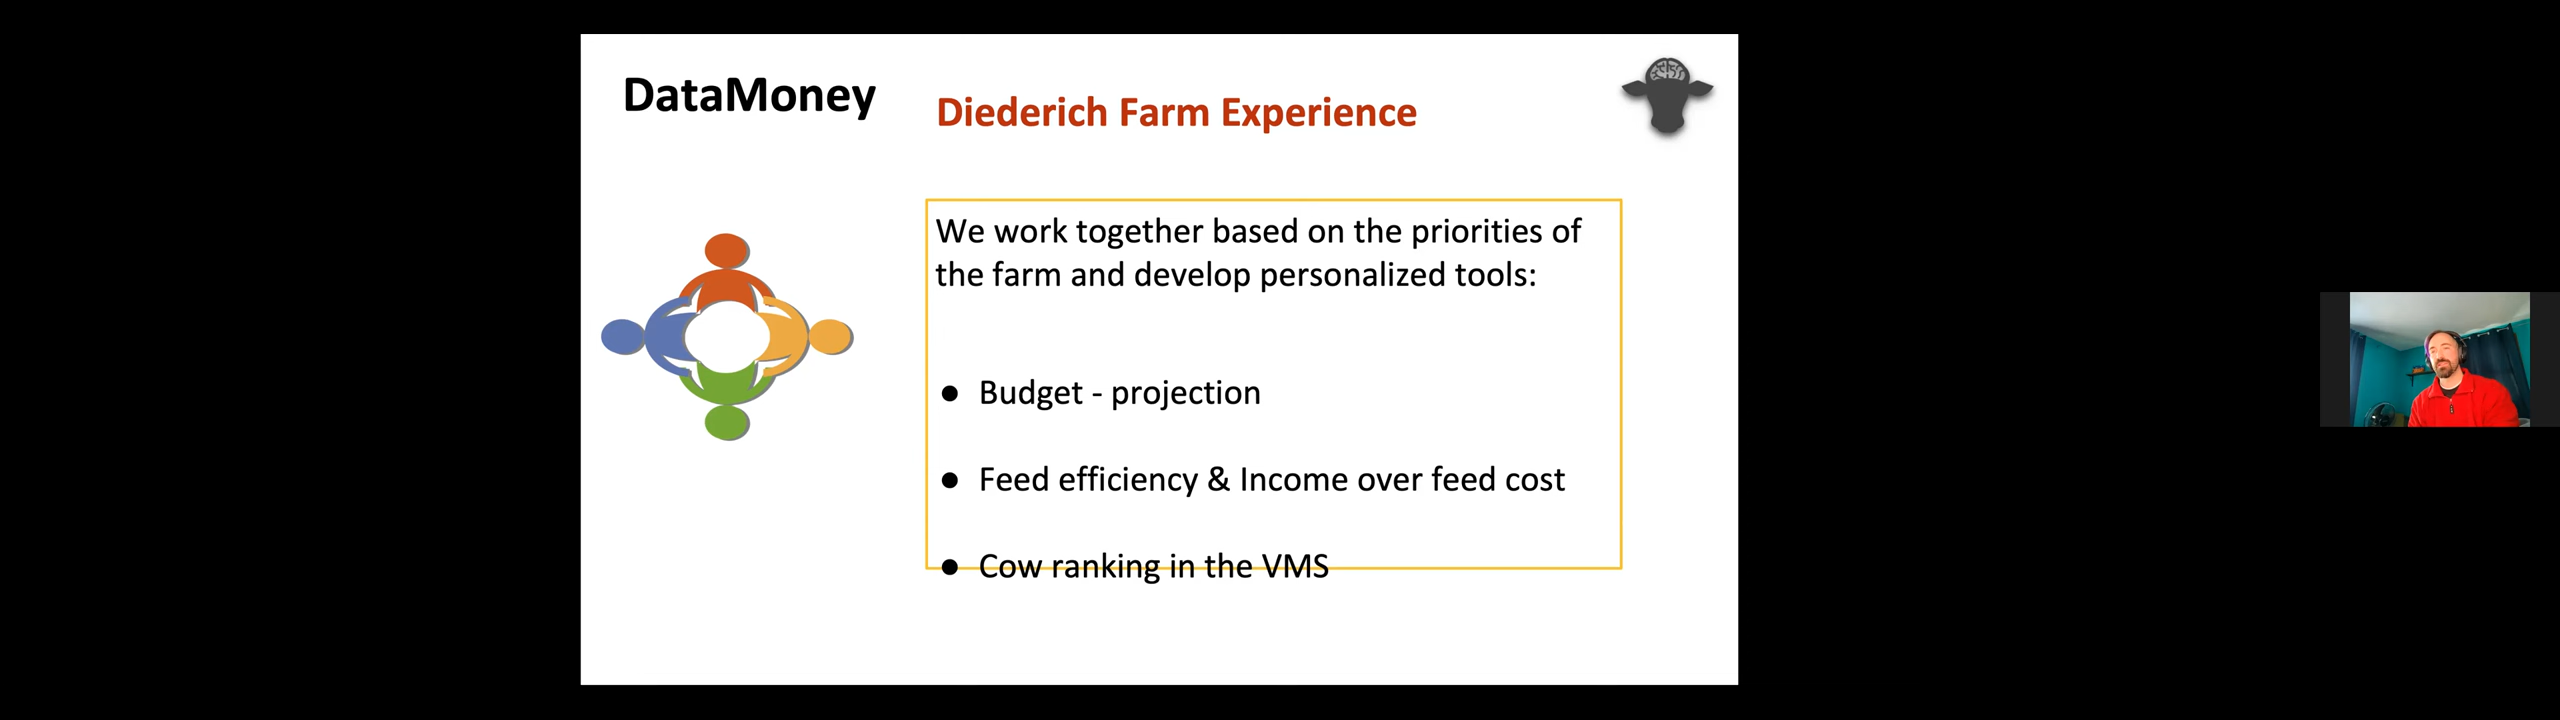 DataMoney
Diederich Farm Experience
We work together based on the priorities of
the farm and develop personalized tools:
● Budget - projection
● Feed efficiency & Income over feed cost
● Cow ranking in the VMS